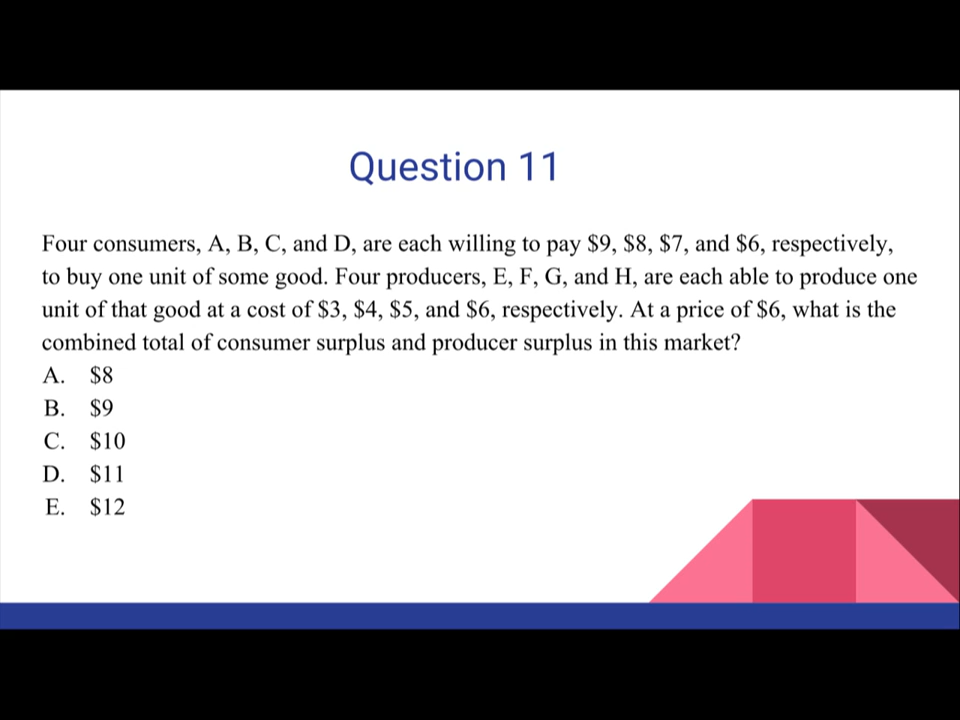 Question 11
Four consumers, A, B, C, and D, are each willing to pay $9, $8, $7, and $6, respectively,
to buy one unit of some good. Four producers, E, F, G, and H, are each able to produce one
unit of that good at a cost of $3, $4, $5, and $6, respectively. At a price of $6, what is the
combined total of consumer surplus and producer surplus in this market?
A. $8
B. $9
C. $10
D. $11
E. $12